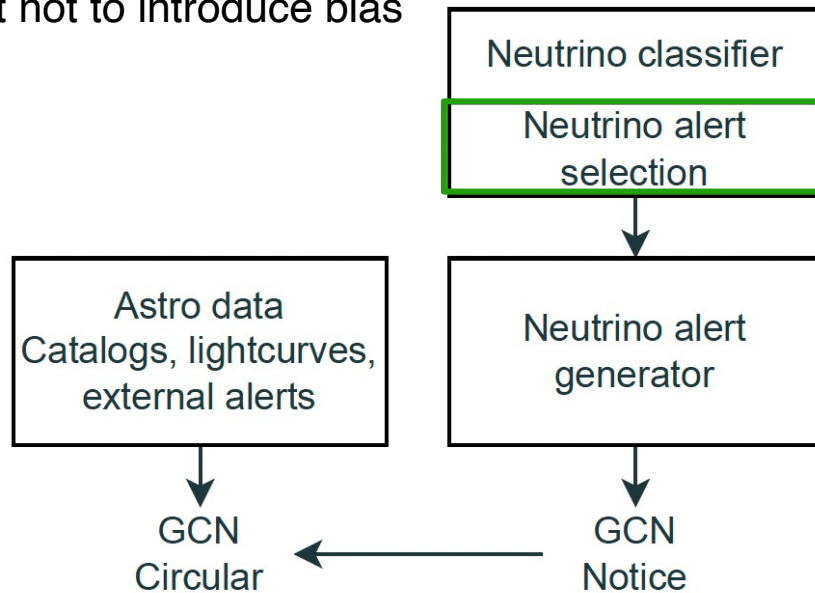 not to introduce bias
Neutrino classifier
Neutrino alert
selection
Astro data
Catalogs, lightcurves,
external alerts
Neutrino alert
generator
GCN
Circular
GCN
Notice